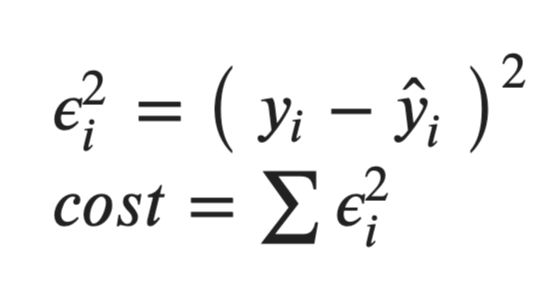 ϵᵢ² = ( yᵢ − ŷᵢ )²
cost = ∑ ϵᵢ²